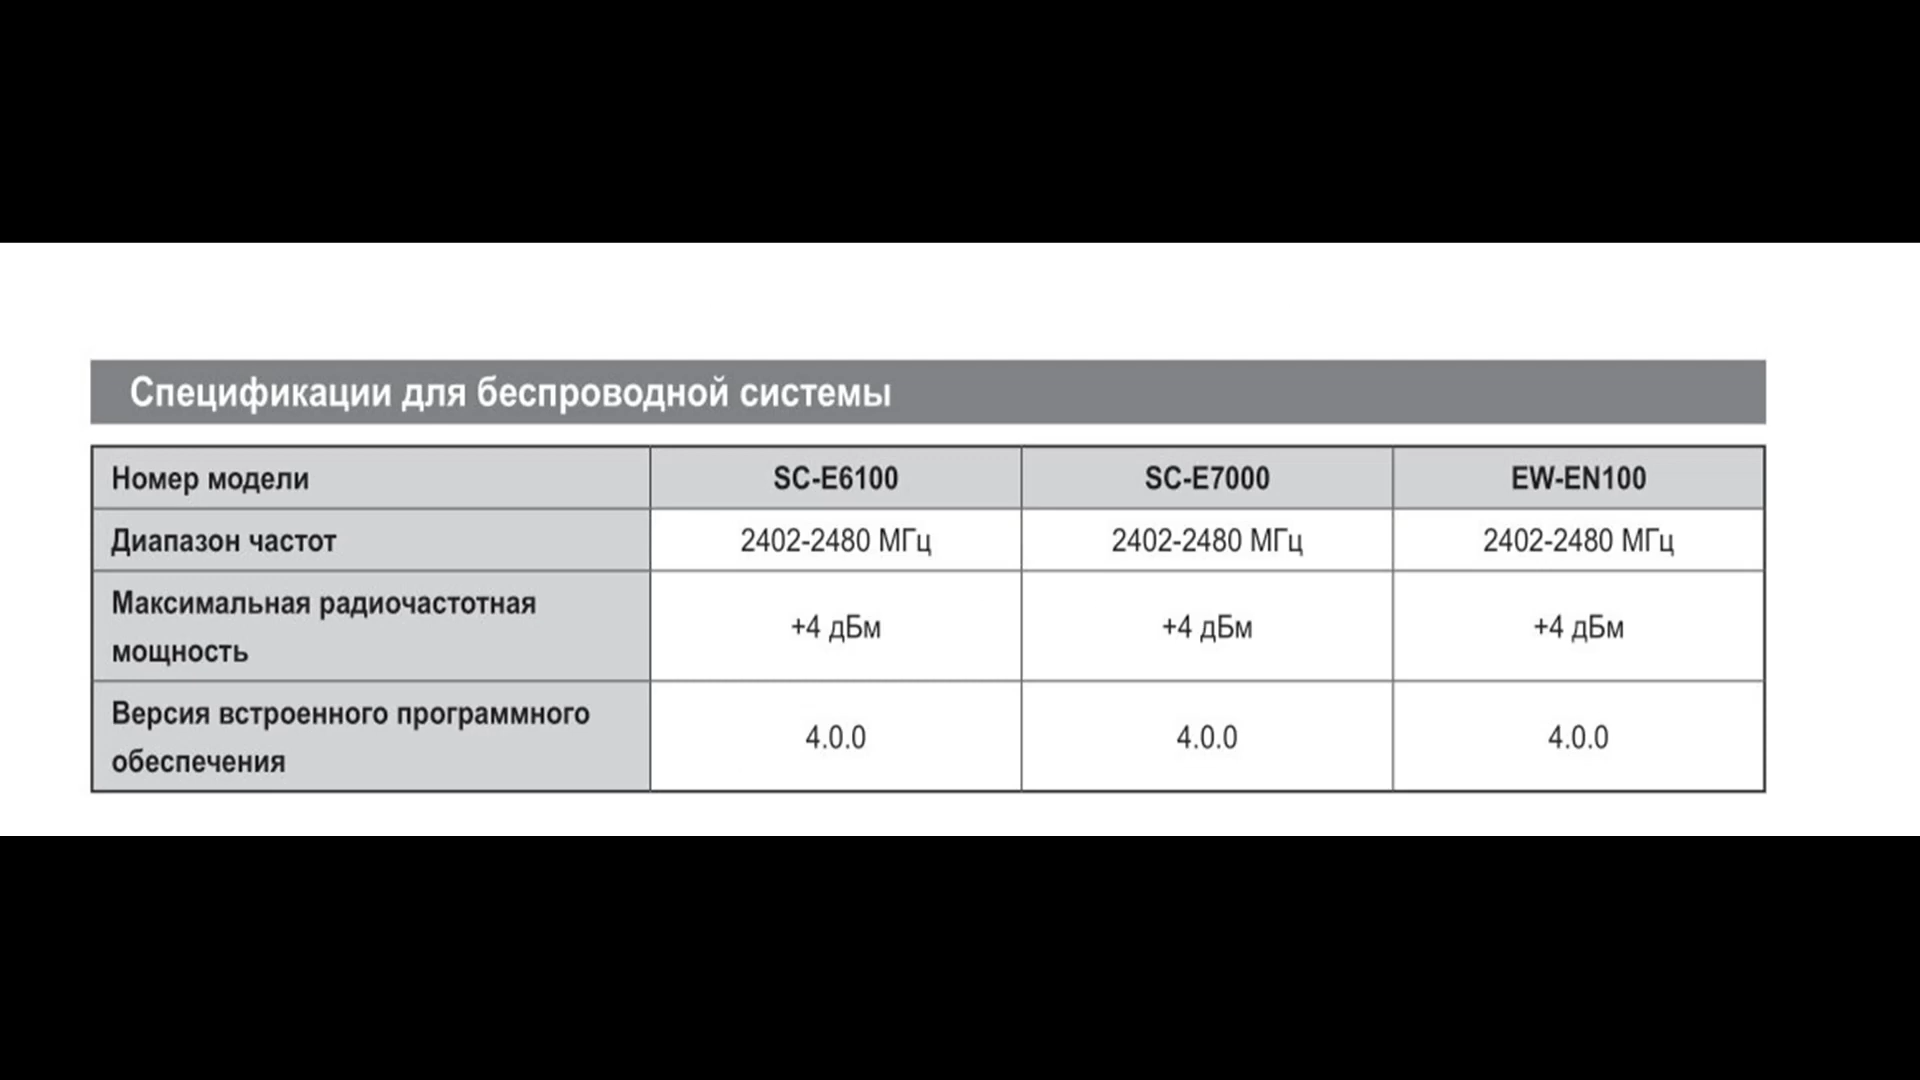 Спецификации для беспроводной системы
Номер модели SC-E6100 SC-E7000 EW-EN100
Диапазон частот 2402-2480 МГц 2402-2480 МГц 2402-2480 МГц
Максимальная радиочастотная
мощность +4 дБм +4 дБм +4 дБм
Версия встроенного программного
обеспечения 4.0.0 4.0.0 4.0.0